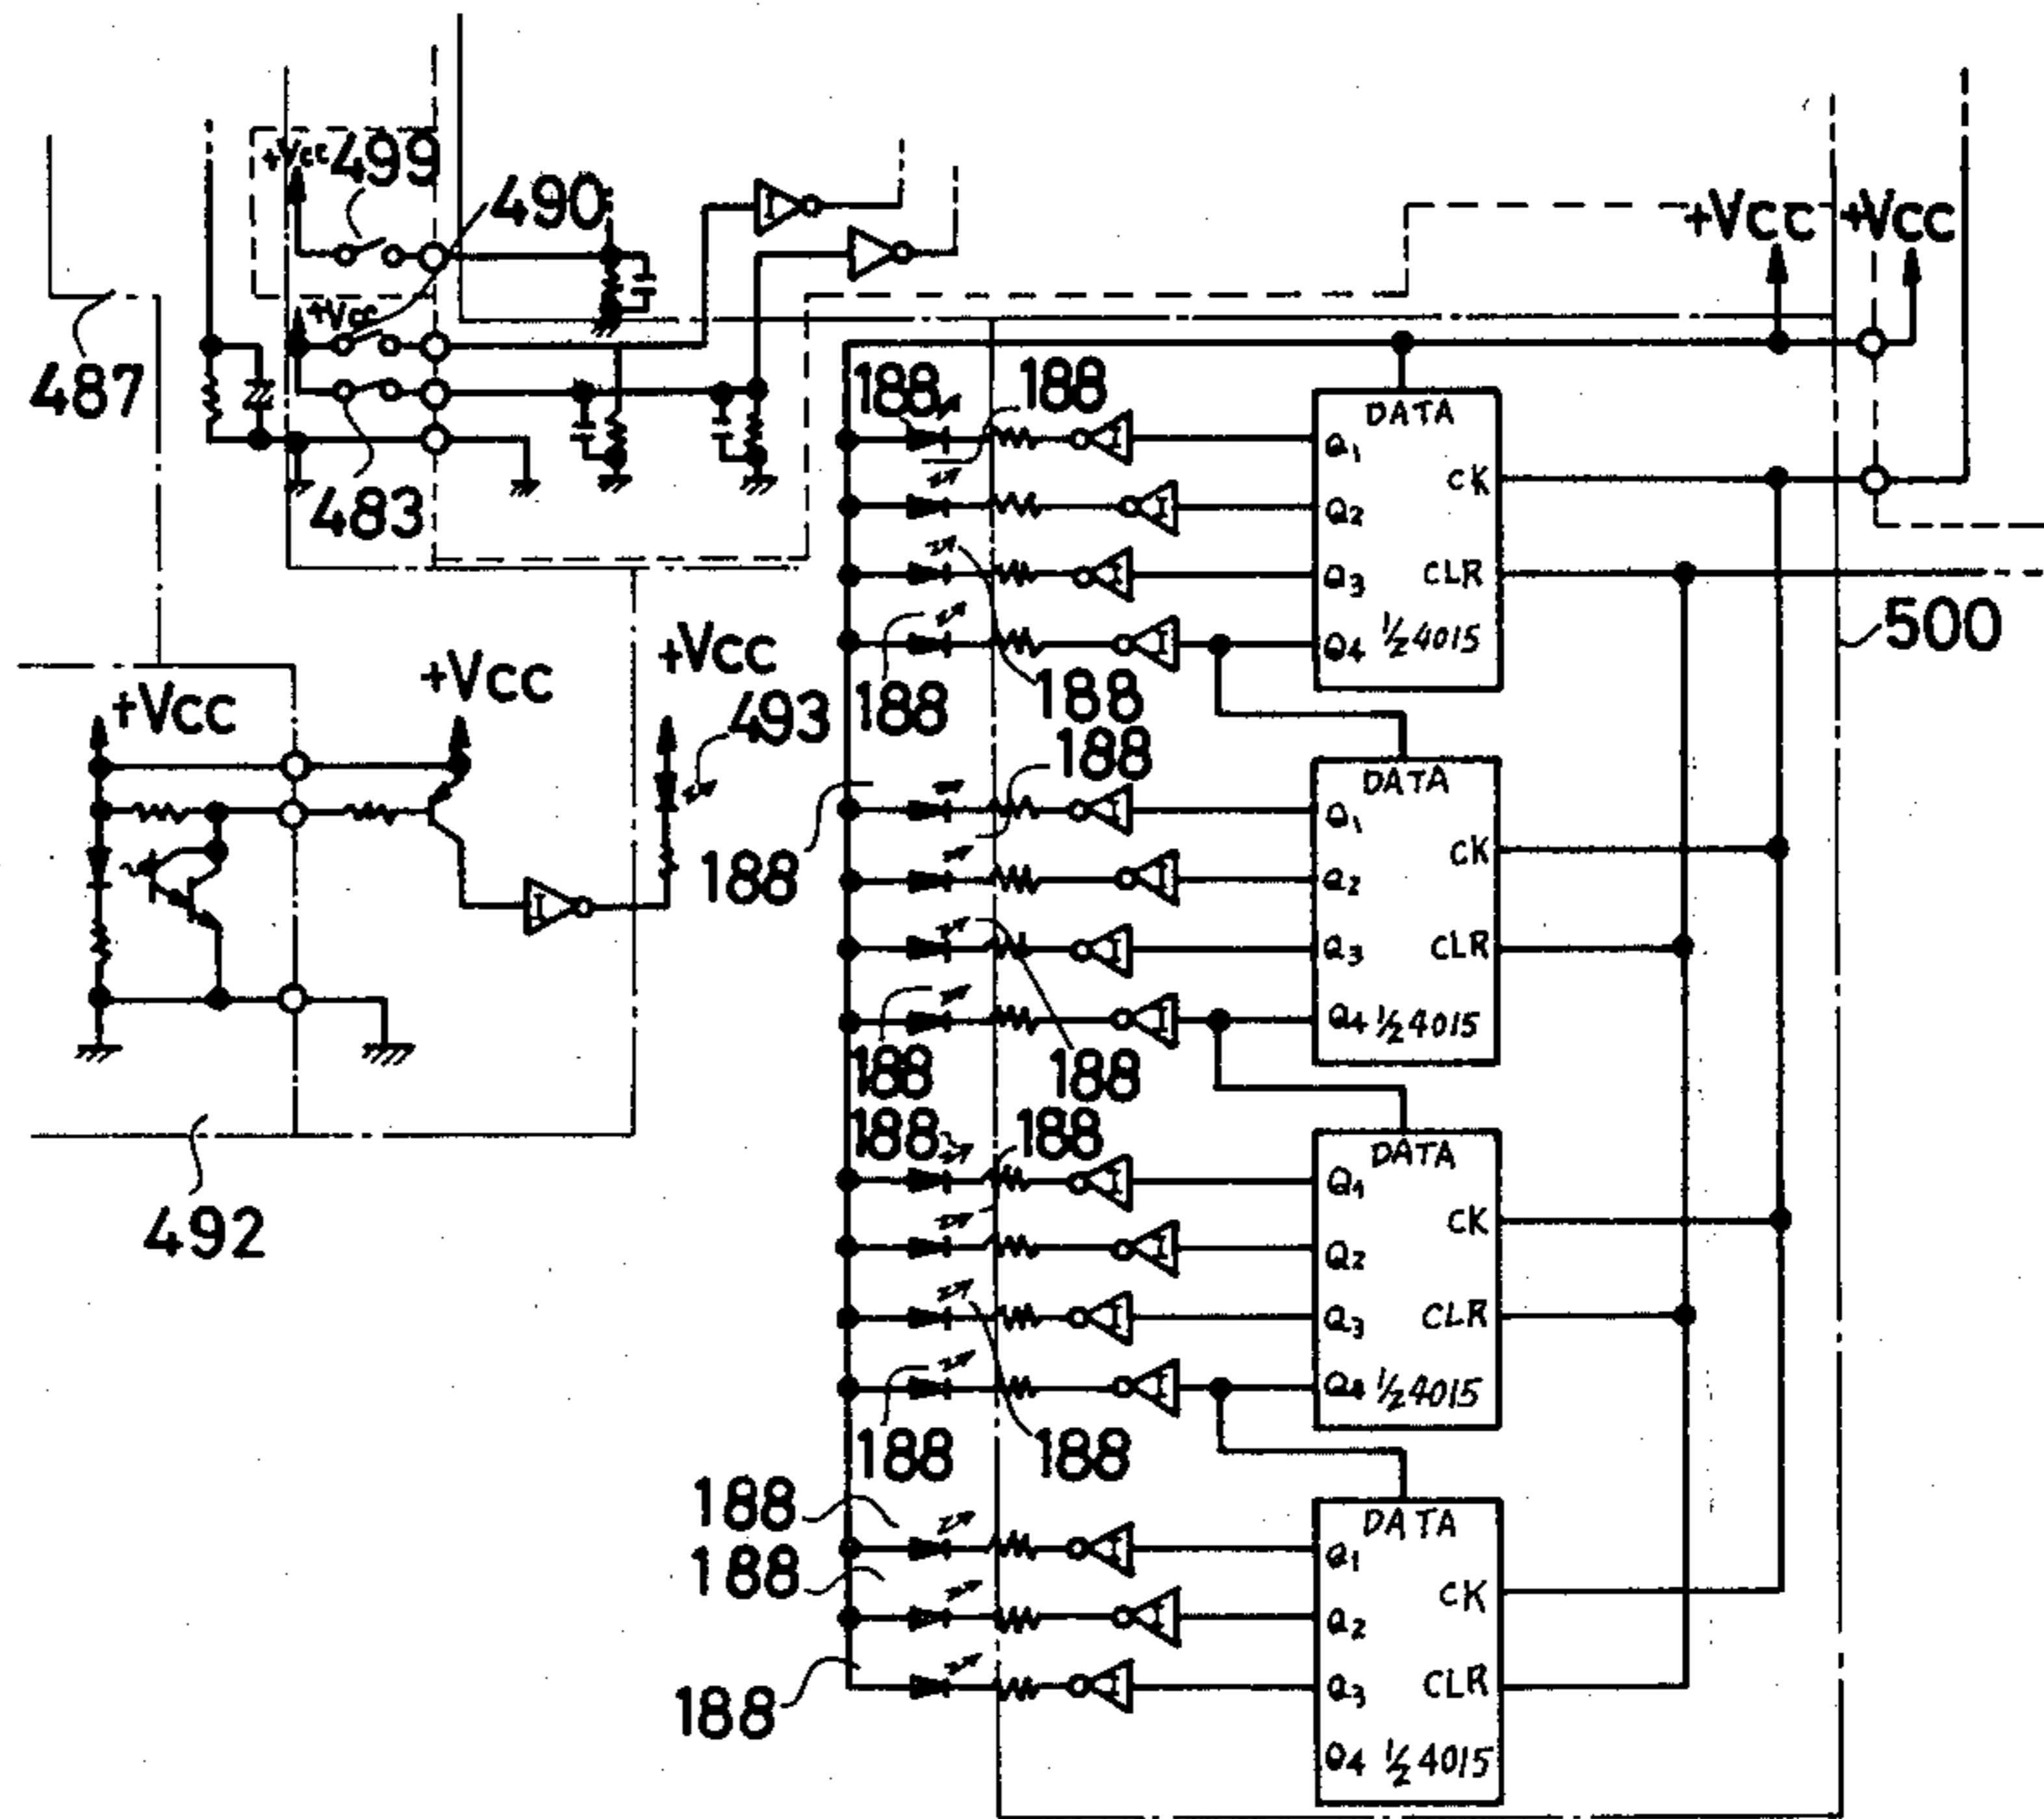 +Vcc 499
490
+Vcc
487
483
+Vcc +Vcc
188 188
DATA
Q1
CK
Q2
Q3 CLR
Q4 1/2 4015
500
188 188
+Vcc +Vcc +Vcc
493
188
188
DATA
Q1
CK
Q2
Q3 CLR
Q4 1/2 4015
188 188
188 188
DATA
Q1
CK
Q2
Q3 CLR
Q4 1/2 4015
492
188 188
188
188
DATA
Q1
CK
Q2
Q3 CLR
188
Q4 1/2 4015